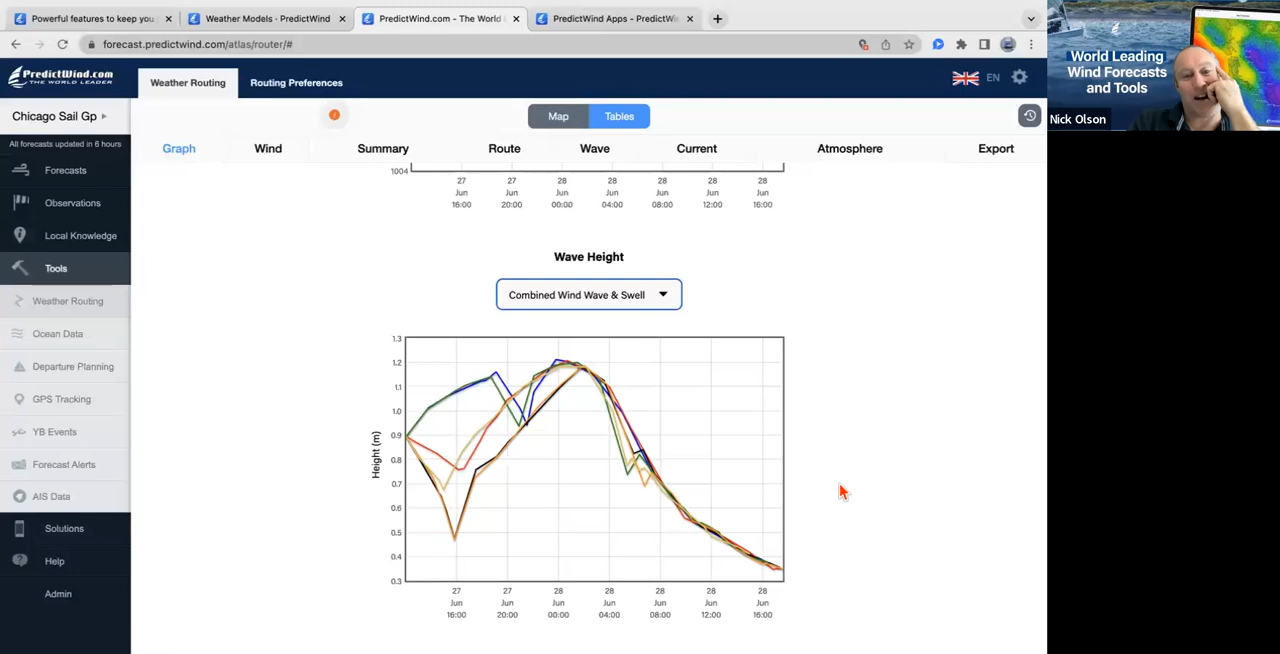 Powerful features to keep you
Weather Models - PredictWind
PredictWind.com - The World
PredictWind Apps - PredictWi
forecast.predictwind.com/atlas/router/#
PredictWind.com
THE WORLD LEADER
Weather Routing
Routing Preferences
EN
Chicago Sail Gp
Map
Tables
All forecasts updated in 6 hours
Graph
Wind
Summary
Route
Wave
Current
Atmosphere
Export
Forecasts
Observations
Local Knowledge
Tools
Weather Routing
Ocean Data
Departure Planning
GPS Tracking
YB Events
Forecast Alerts
AIS Data
Solutions
Help
Admin
1004
27 27 28 28 28 28 28
Jun Jun Jun Jun Jun Jun Jun
16:00 20:00 00:00 04:00 08:00 12:00 16:00
Wave Height
Combined Wind Wave & Swell
Height (m)
1.3
1.2
1.1
1.0
0.9
0.8
0.7
0.6
0.5
0.4
0.3
27 27 28 28 28 28 28
Jun Jun Jun Jun Jun Jun Jun
16:00 20:00 00:00 04:00 08:00 12:00 16:00
World Leading
Wind Forecasts
and Tools
Nick Olson